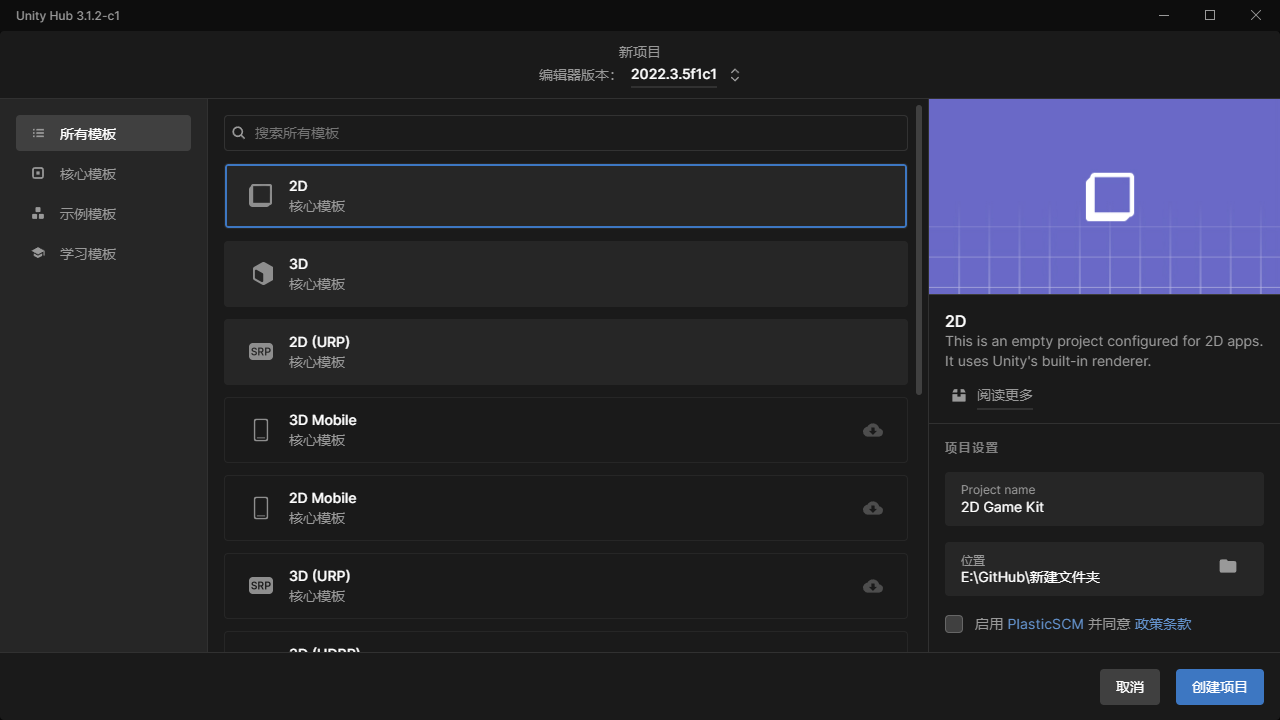 Unity Hub 3.1.2-c1
新项目
编辑器版本： 2022.3.5f1c1
所有模板
核心模板
示例模板
学习模板
搜索所有模板
2D
核心模板
3D
核心模板
SRP
2D (URP)
核心模板
3D Mobile
核心模板
2D Mobile
核心模板
SRP
3D (URP)
核心模板
2D
This is an empty project configured for 2D apps.
It uses Unity's built-in renderer.
阅读更多
项目设置
Project name
2D Game Kit
位置
E:\GitHub\新建文件夹
启用 PlasticSCM 并同意 政策条款
取消
创建项目